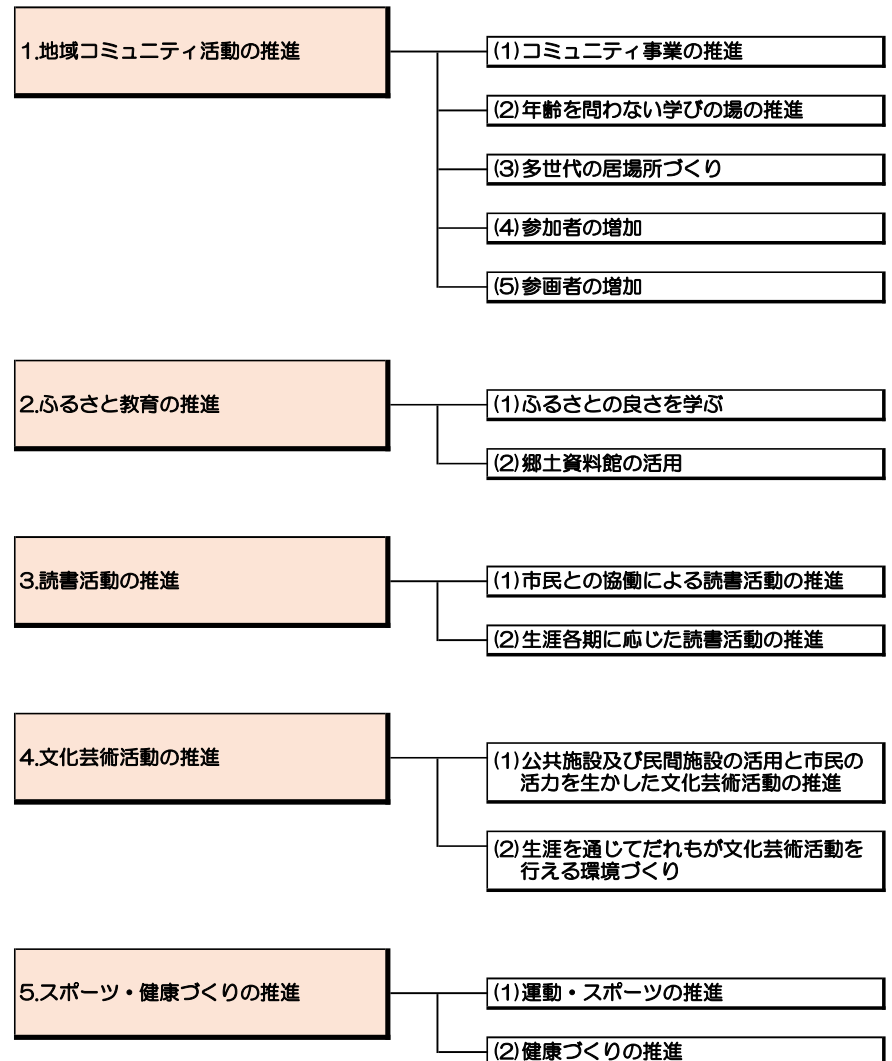 1.地域コミュニティ活動の推進
(1)コミュニティ事業の推進
(2)年齢を問わない学びの場の推進
(3)多世代の居場所づくり
(4)参加者の増加
(5)参画者の増加
2.ふるさと教育の推進
(1)ふるさとの良さを学ぶ
(2)郷土資料館の活用
3.読書活動の推進
(1)市民との協働による読書活動の推進
(2)生涯各期に応じた読書活動の推進
4.文化芸術活動の推進
(1)公共施設及び民間施設の活用と市民の
活力を生かした文化芸術活動の推進
(2)生涯を通じてだれもが文化芸術活動を
行える環境づくり
5.スポーツ・健康づくりの推進
(1)運動・スポーツの推進
(2)健康づくりの推進